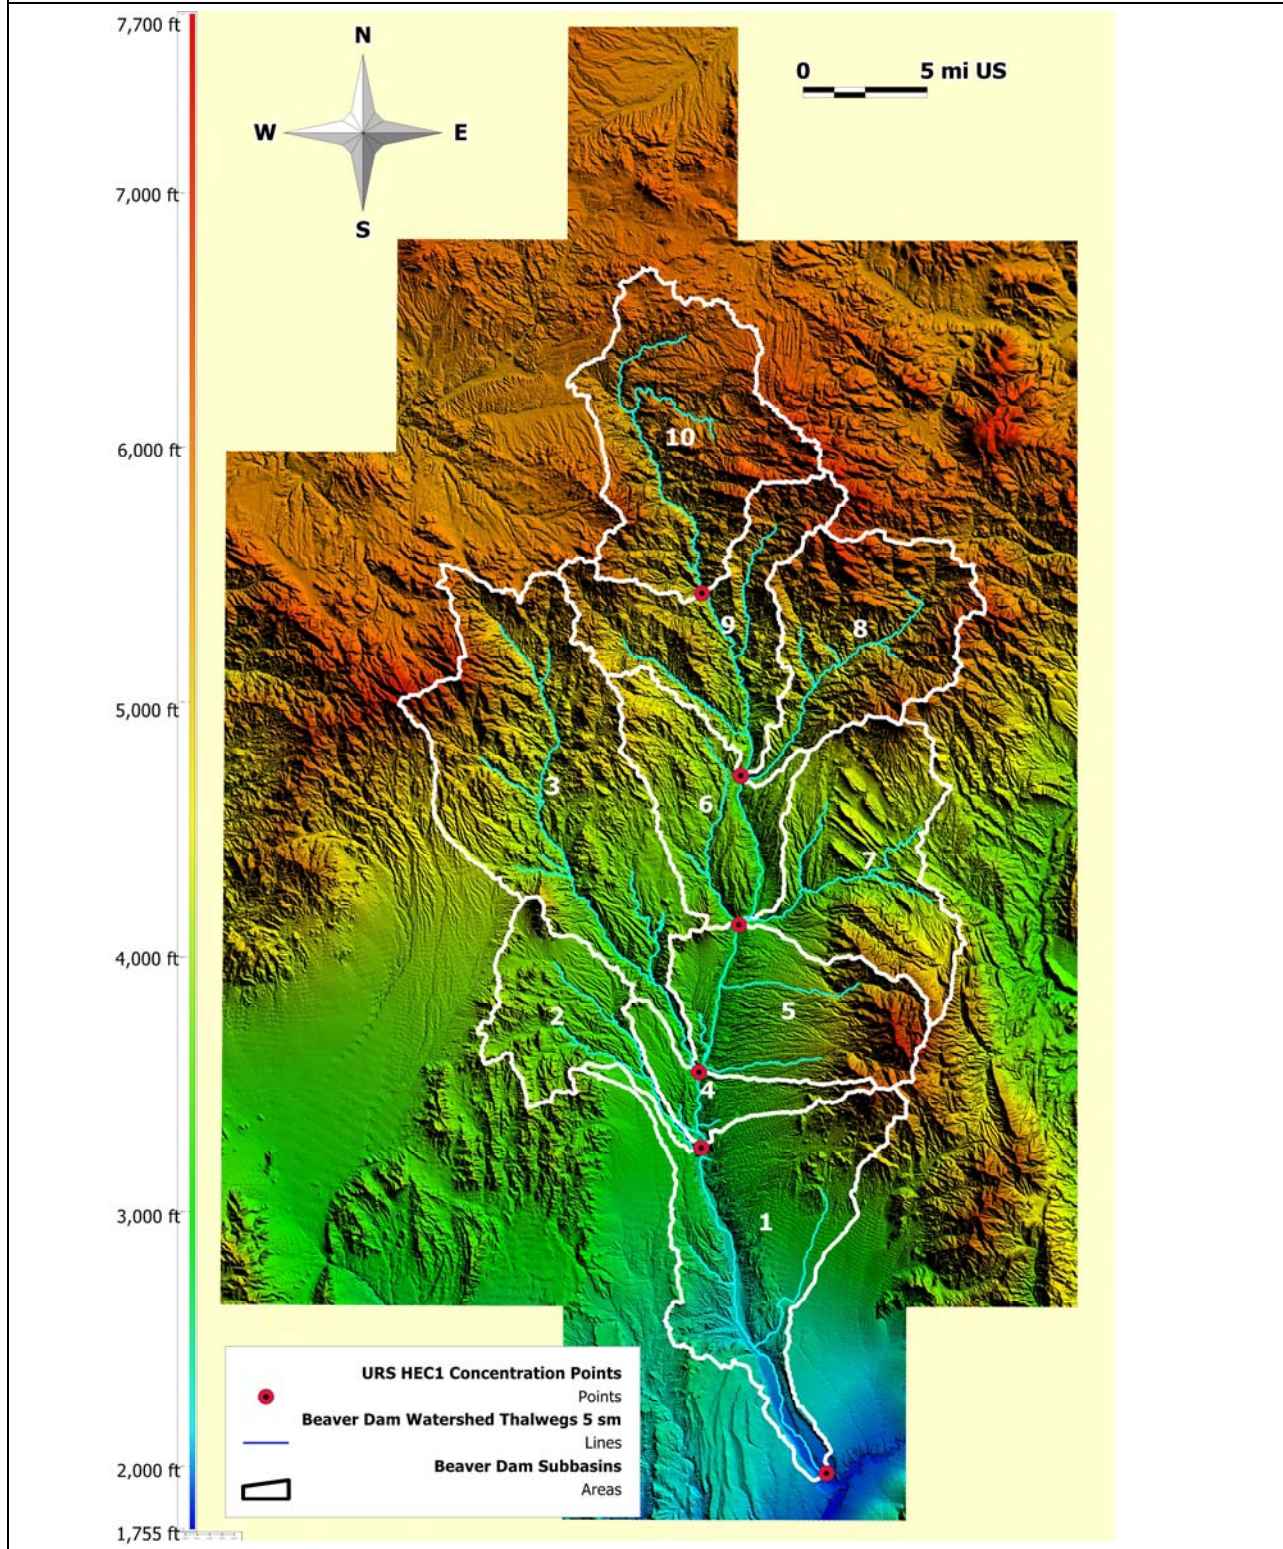 7,700 ft
N
0 5 mi US
W E
7,000 ft
S
10
6,000 ft
9
8
5,000 ft
3
6
7
4,000 ft
5
2
4
3,000 ft
1
URS HEC1 Concentration Points
Points
Beaver Dam Watershed Thalwegs 5 sm
Lines
2,000 ft
Beaver Dam Subbasins
Areas
1,755 ft